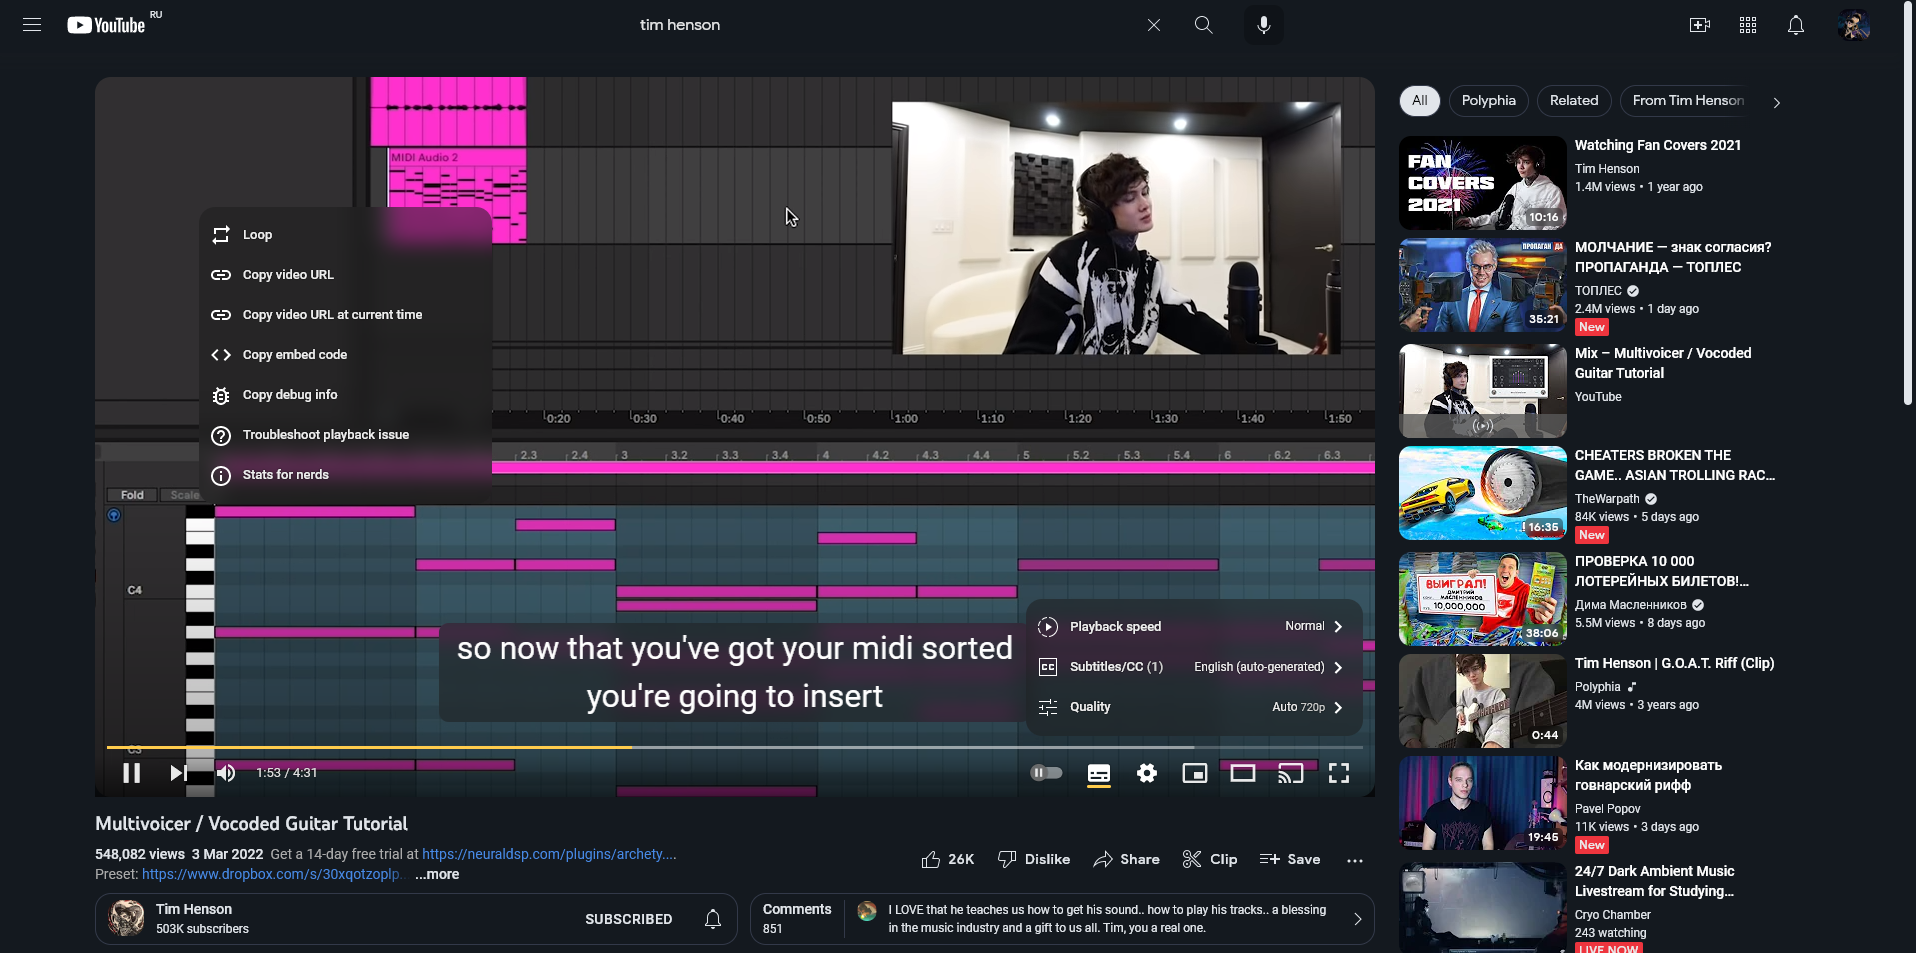 YouTube RU
tim henson
MIDI Audio 2
Loop
Copy video URL
Copy video URL at current time
Copy embed code
Copy debug info
Troubleshoot playback issue
Stats for nerds
0:20 0:30 0:40 0:50 1:00 1:10 1:20 1:30 1:40 1:50
2.3 2.4 3 3.2 3.3 3.4 4 4.2 4.3 4.4 5 5.2 5.3 5.4 6 6.2 6.3
Fold Scale
C4
C3
so now that you've got your midi sorted
you're going to insert
Playback speed Normal
Subtitles/CC (1) English (auto-generated)
Quality Auto 720p
1:53 / 4:31
Multivoicer / Vocoded Guitar Tutorial
548,082 views 3 Mar 2022 Get a 14-day free trial at https://neuraldsp.com/plugins/archety....
Preset: https://www.dropbox.com/s/30xqotzoplp... ...more
26K Dislike Share Clip Save
Tim Henson
503K subscribers
SUBSCRIBED
Comments
851
I LOVE that he teaches us how to get his sound.. how to play his tracks.. a blessing
in the music industry and a gift to us all. Tim, you a real one.
All Polyphia Related From Tim Henson
FAN
COVERS
2021
10:16
Watching Fan Covers 2021
Tim Henson
1.4M views • 1 year ago
ПРОПАГАНДА
35:21
МОЛЧАНИЕ — знак согласия?
ПРОПАГАНДА — ТОПЛЕС
ТОПЛЕС
2.4M views • 1 day ago
New
Mix – Multivoicer / Vocoded
Guitar Tutorial
YouTube
16:35
CHEATERS BROKEN THE
GAME.. ASIAN TROLLING RAC...
TheWarpath
84K views • 5 days ago
New
ВЫИГРАЛ!
ДМИТРИЙ
МАСЛЕННИКОВ
10,000,000
38:06
ПРОВЕРКА 10 000
ЛОТЕРЕЙНЫХ БИЛЕТОВ!...
Дима Масленников
5.5M views • 8 days ago
0:44
Tim Henson | G.O.A.T. Riff (Clip)
Polyphia
4M views • 3 years ago
19:45
Как модернизировать
говнарский рифф
Pavel Popov
11K views • 3 days ago
New
24/7 Dark Ambient Music
Livestream for Studying...
Cryo Chamber
243 watching
LIVE NOW